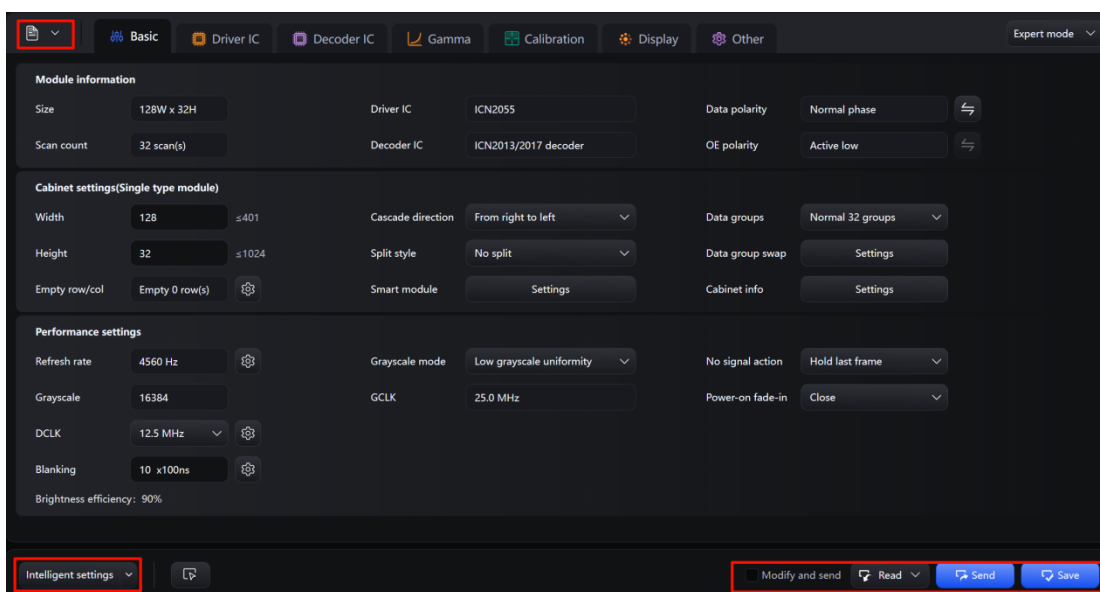 Basic Driver IC Decoder IC Gamma Calibration Display Other Expert mode
Module information
Size 128W x 32H Driver IC ICN2055 Data polarity Normal phase
Scan count 32 scan(s) Decoder IC ICN2013/2017 decoder OE polarity Active low
Cabinet settings(Single type module)
Width 128 ≤401 Cascade direction From right to left Data groups Normal 32 groups
Height 32 ≤1024 Split style No split Data group swap Settings
Empty row/col Empty 0 row(s) Smart module Settings Cabinet info Settings
Performance settings
Refresh rate 4560 Hz Grayscale mode Low grayscale uniformity No signal action Hold last frame
Grayscale 16384 GCLK 25.0 MHz Power-on fade-in Close
DCLK 12.5 MHz
Blanking 10 x100ns
Brightness efficiency: 90%
Intelligent settings Modify and send Read Send Save